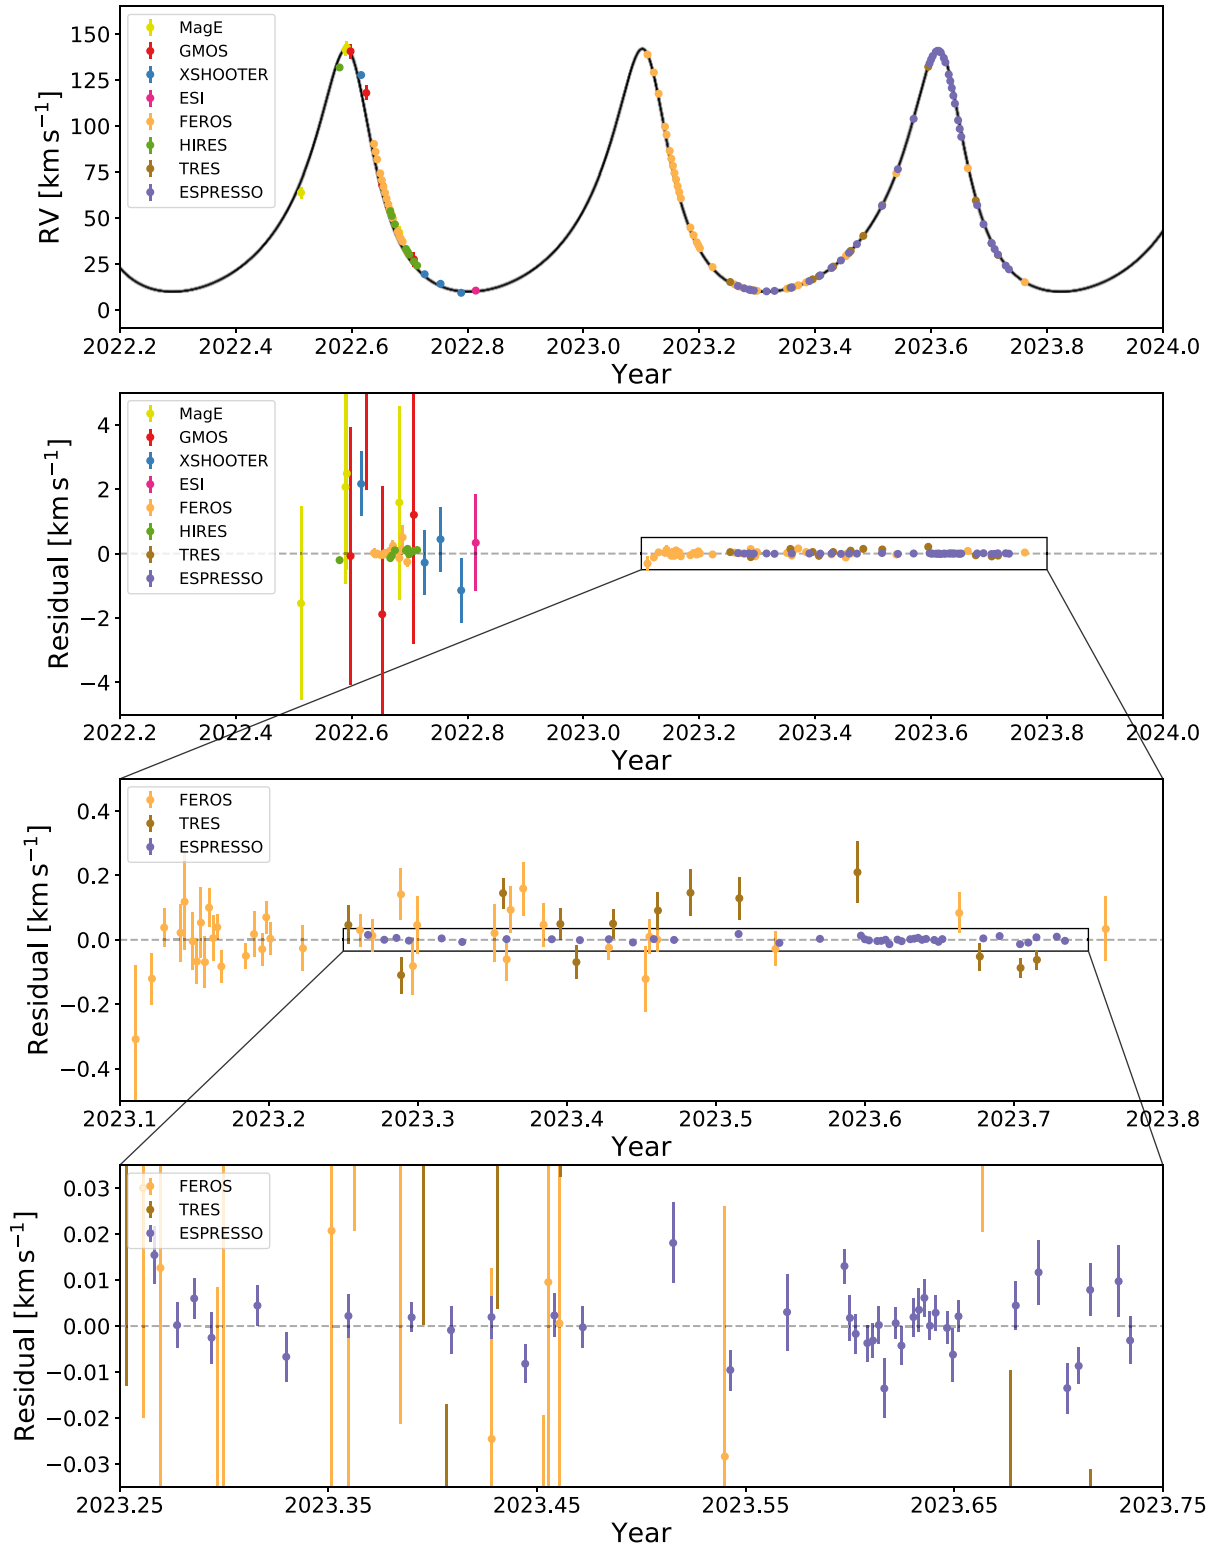 RV [km s⁻¹]
150
125
100
75
50
25
0
MagE
GMOS
XSHOOTER
ESI
FEROS
HIRES
TRES
ESPRESSO
2022.2 2022.4 2022.6 2022.8 2023.0 2023.2 2023.4 2023.6 2023.8 2024.0
Year
Residual [km s⁻¹]
4
2
0
−2
−4
MagE
GMOS
XSHOOTER
ESI
FEROS
HIRES
TRES
ESPRESSO
2022.2 2022.4 2022.6 2022.8 2023.0 2023.2 2023.4 2023.6 2023.8 2024.0
Year
Residual [km s⁻¹]
0.4
0.2
0.0
−0.2
−0.4
FEROS
TRES
ESPRESSO
2023.1 2023.2 2023.3 2023.4 2023.5 2023.6 2023.7 2023.8
Year
Residual [km s⁻¹]
0.03
0.02
0.01
0.00
−0.01
−0.02
−0.03
FEROS
TRES
ESPRESSO
2023.25 2023.35 2023.45 2023.55 2023.65 2023.75
Year